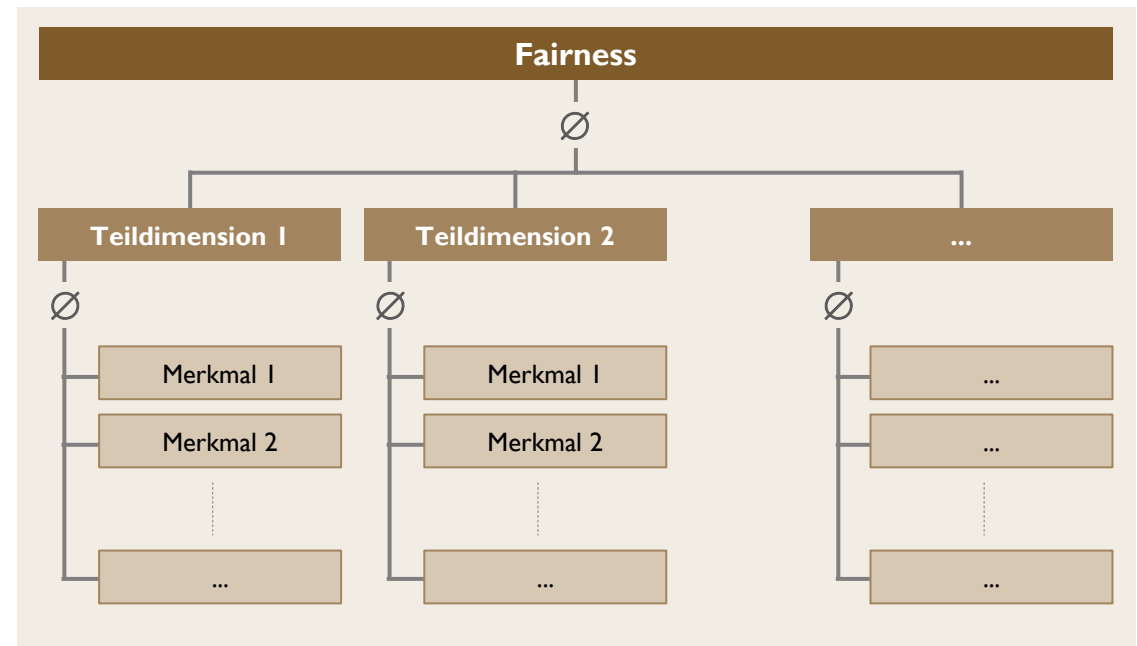 Fairness
Ø
Teildimension 1
Teildimension 2
...
Ø
Ø
Ø
Merkmal 1
Merkmal 1
...
Merkmal 2
Merkmal 2
...
...
...
...